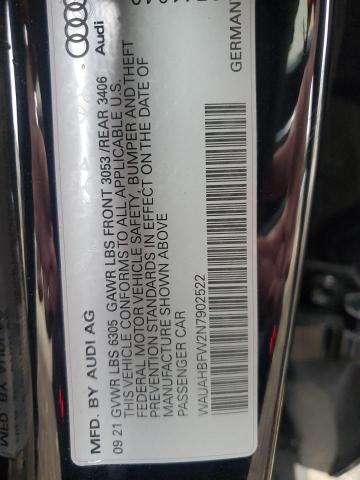 MFD. BY AUDI AG
09 21 GVWR LBS 6305 GAWR LBS FRONT 3053 /REAR 3406
THIS VEHICLE CONFORMS TO ALL APPLICABLE U.S.
FEDERAL MOTOR VEHICLE SAFETY, BUMPER AND THEFT
PREVENTION STANDARDS IN EFFECT ON THE DATE OF
MANUFACTURE SHOWN ABOVE
PASSENGER CAR
WAUAHBFW2N7902522
GERMANY